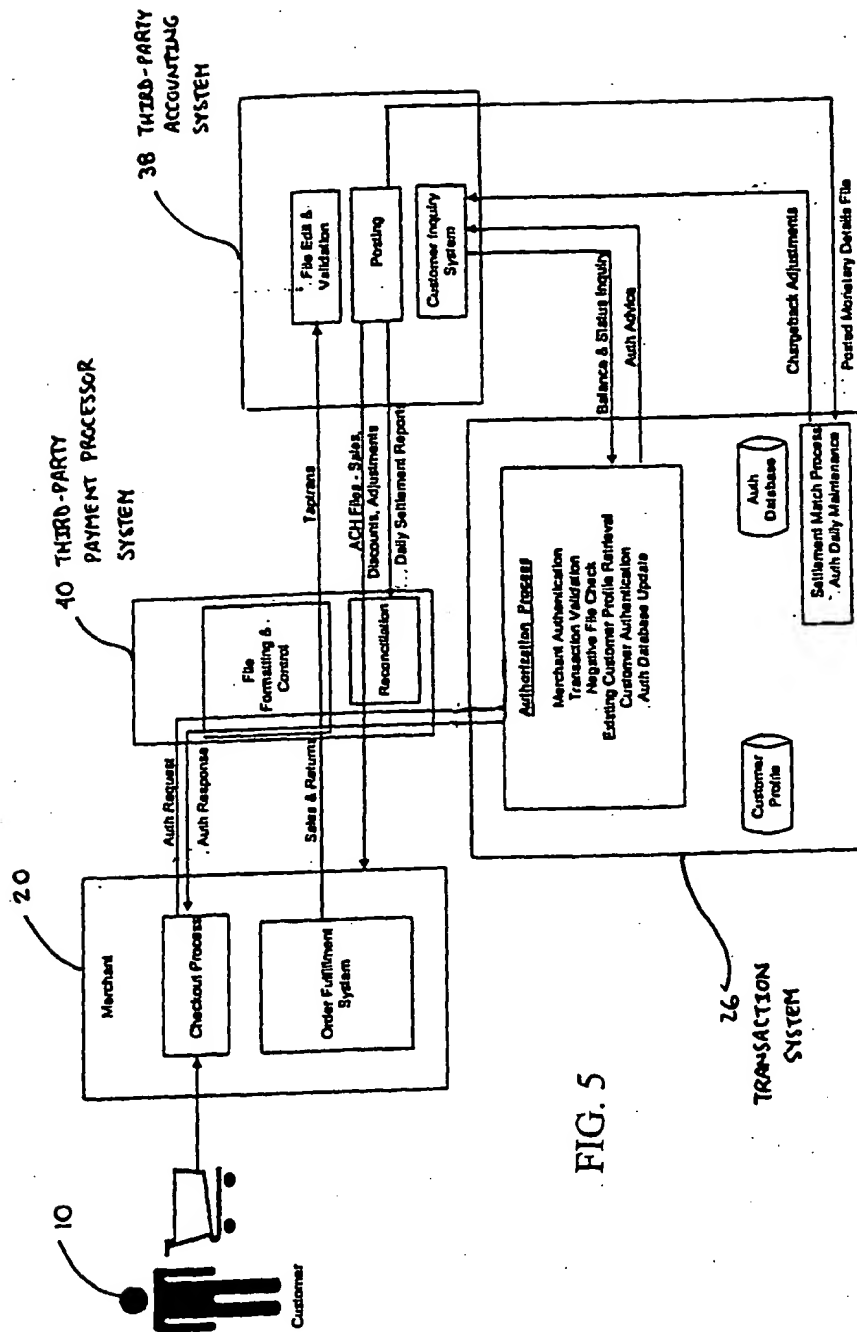 10
Customer
20
Merchant
Checkout Process
Order Fulfillment
System
Auth Request
Auth Response
Sales & Returns
40 THIRD-PARTY
PAYMENT PROCESSOR
SYSTEM
File
Formatting &
Control
Reconciliation
Taptrans
ACH Files - Sales,
Discounts, Adjustments
Daily Settlement Reports
38 THIRD-PARTY
ACCOUNTING
SYSTEM
File Edit &
Validation
Posting
Customer Inquiry
System
Balance & Status Inquiry
Auth Advice
Chargeback Adjustments
Posted Monetary Details File
Authorization Process
Merchant Authentication
Transaction Validation
Negative File Check
Existing Customer Profile Retrieval
Customer Authentication
Auth Database Update
Customer
Profile
Auth
Database
Settlement Match Process
Auth Daily Maintenance
26
TRANSACTION
SYSTEM
FIG. 5